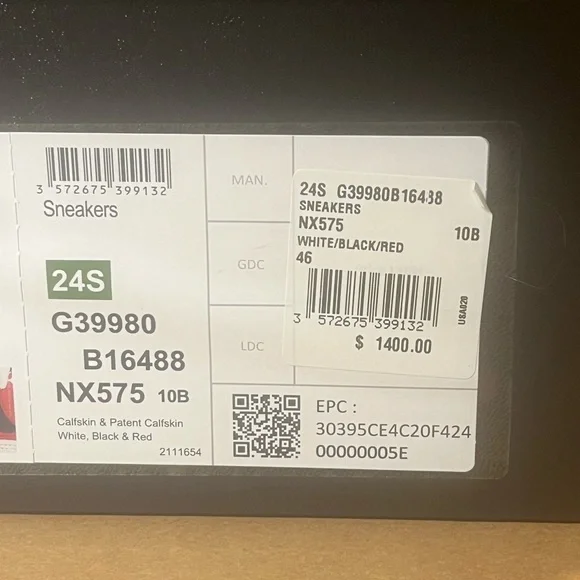 3 572675 399132
Sneakers
24S
G39980
B16488
NX575 10B
Calfskin & Patent Calfskin
White, Black & Red
2111654
MAN.
GDC
LDC
24S G39980B16488
SNEAKERS
NX575 10B
WHITE/BLACK/RED
46
3 572675 399132
USA020
$ 1400.00
EPC :
30395CE4C20F424
00000005E